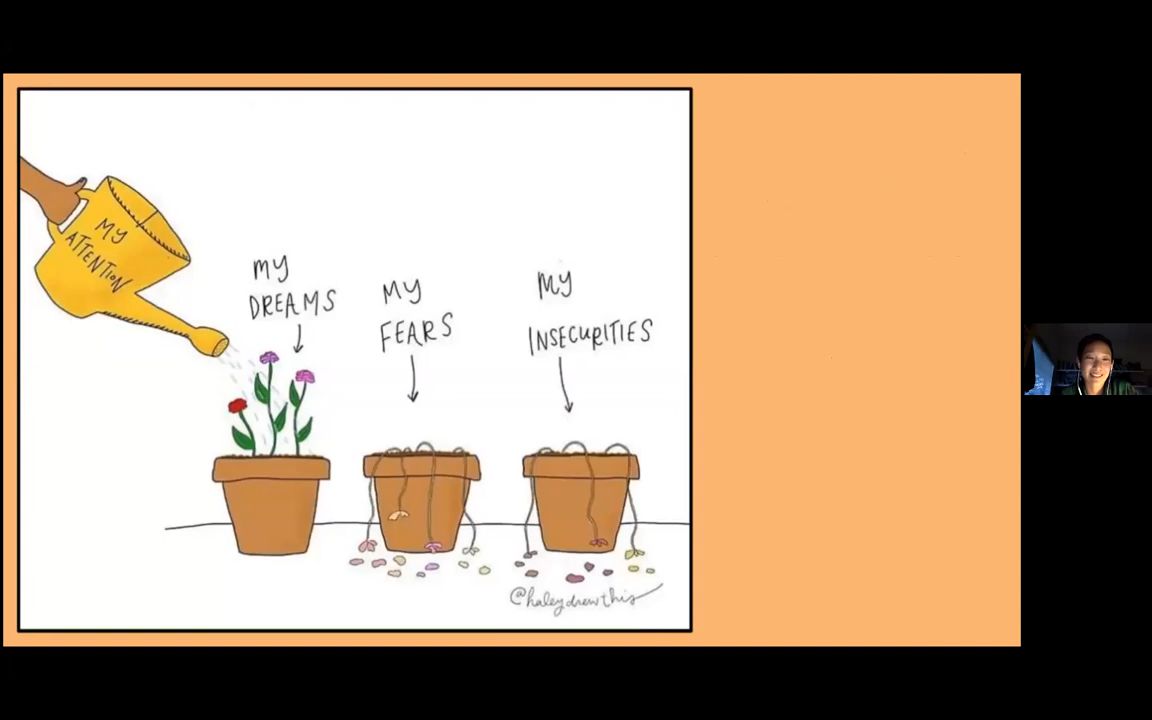 MY
ATTENTION
MY
DREAMS
MY
FEARS
MY
INSECURITIES
@haleydrewthis